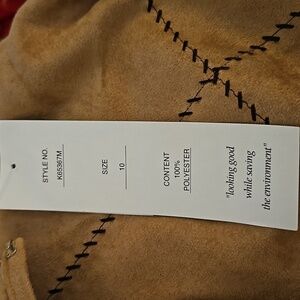 STYLE NO.
K65367M
SIZE
10
CONTENT
100%
POLYESTER
"looking good
while saving
the environment"